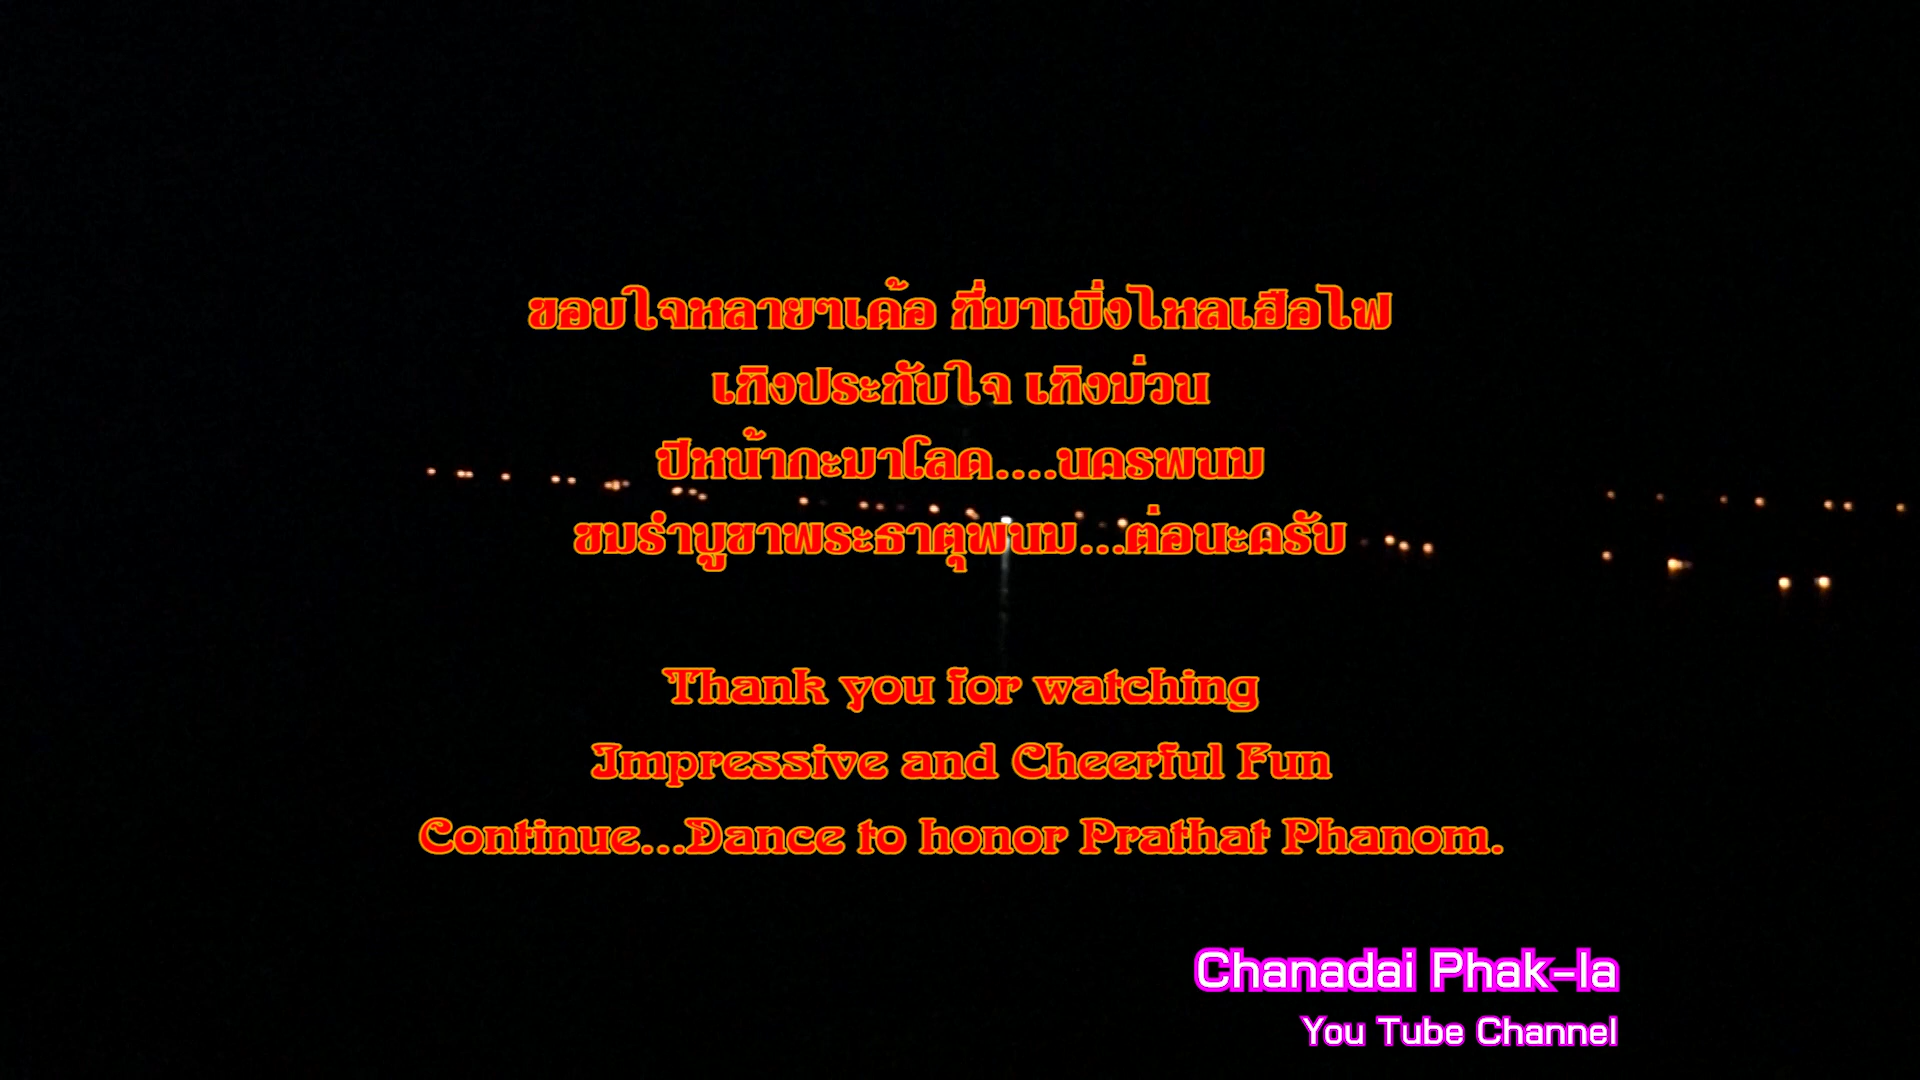 ขอบใจหลายๆเด้อ ที่มาเบิ่งไหลเฮือไฟ
เถิงประทับใจ เถิงม่วน
ปีหน้ากะมาโลด....นครพนม
ชมรำบูชาพระธาตุพนม...ต่อนะครับ
Thank you for watching
Impressive and Cheerful Fun
Continue...Dance to honor Prathat Phanom.
Chanadai Phak-Ia
You Tube Channel